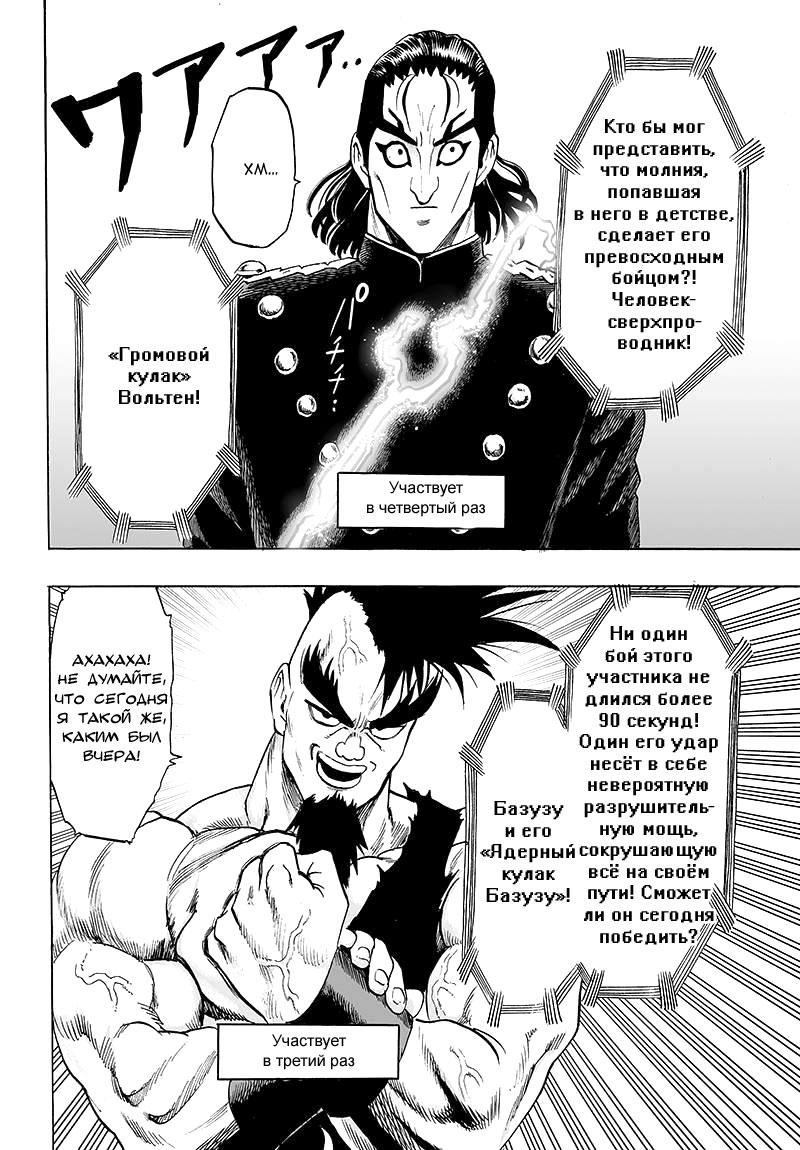 ワァァァ..
Кто бы мог
представить,
что молния,
попавшая
в него в детстве,
сделает его
превосходным
бойцом?!
Человек-
сверхпро-
водник!
ХМ...
«Громовой
кулак»
Вольтен!
パチチ...
Участвует
в четвертый раз
Ни один
бой этого
участника не
длился более
90 секунд!
Один его удар
несёт в себе
невероятную
разрушитель-
ную мощь,
сокрушающую
всё на своём
пути! Сможет
ли он сегодня
победить?
Базузу
и его
«Ядерный
кулак
Базузу»!
АХАХАХА!
НЕ ДУМАЙТЕ,
ЧТО СЕГОДНЯ
Я ТАКОЙ ЖЕ,
КАКИМ БЫЛ
ВЧЕРА!
Участвует
в третий раз